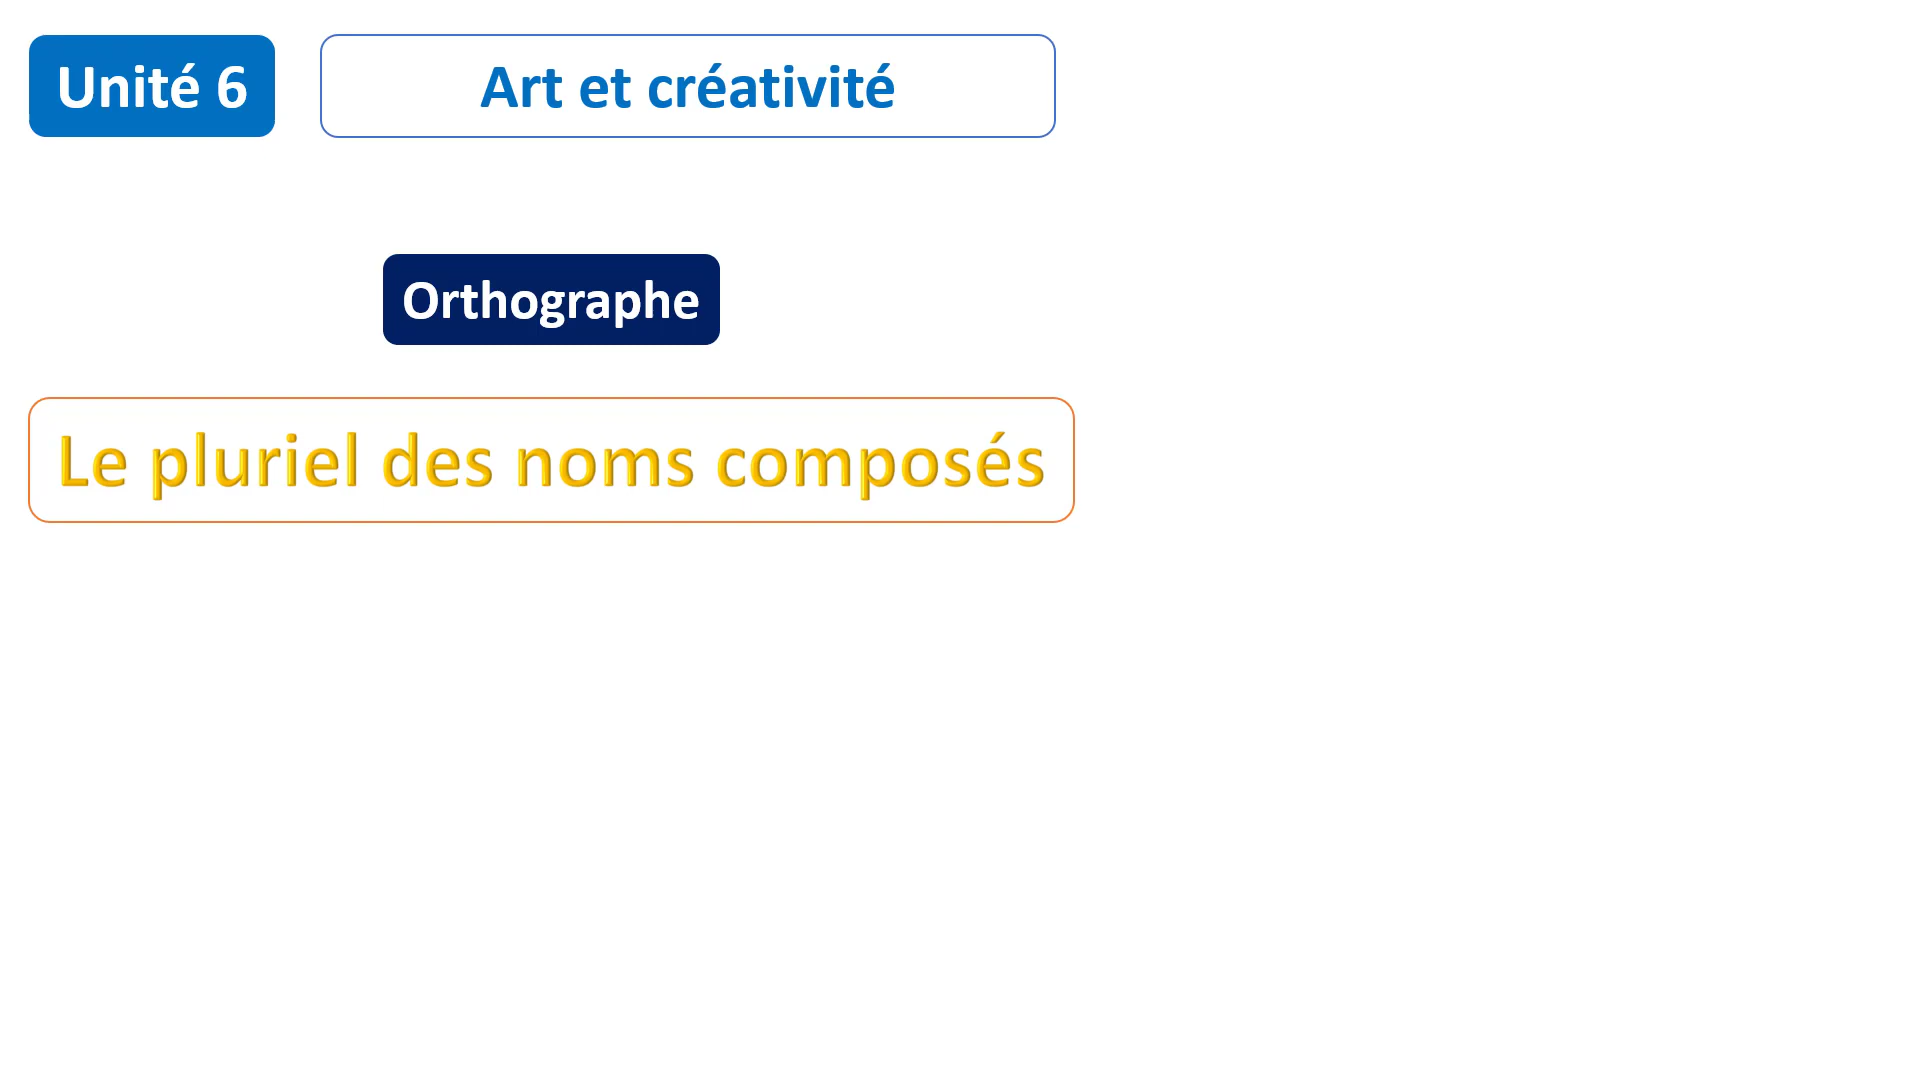 Unité 6
Art et créativité
Orthographe
Le pluriel des noms composés